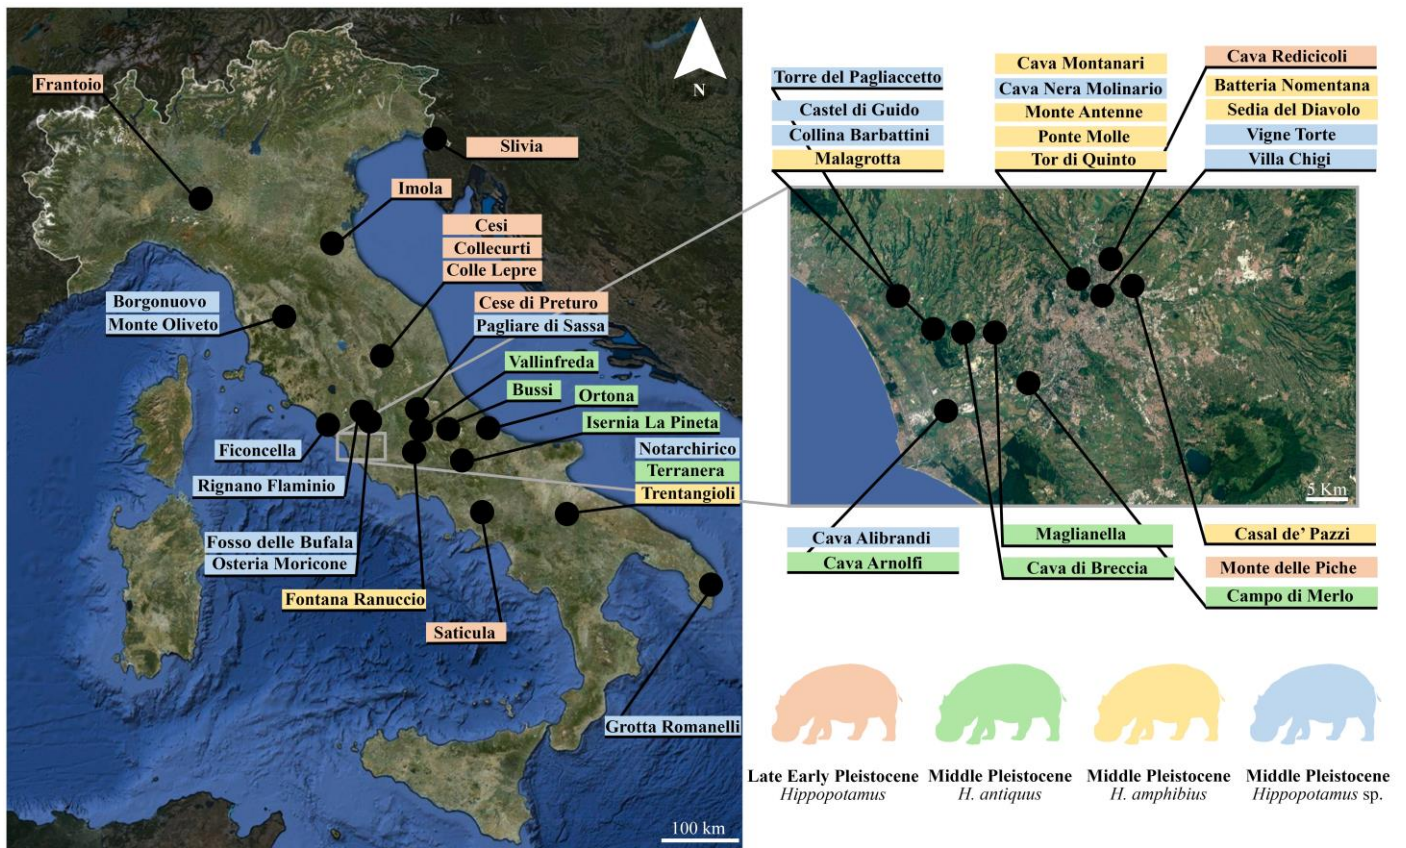 Frantoio
N
Slivia
Imola
Cesi
Collecurti
Colle Lepre
Borgonuovo
Monte Oliveto
Cese di Preturo
Pagliare di Sassa
Vallinfreda
Bussi
Ortona
Isernia La Pineta
Ficoncella
Notarchirico
Terranera
Trentangioli
Rignano Flaminio
Fosso delle Bufala
Osteria Moricone
Fontana Ranuccio
Saticula
Grotta Romanelli
100 km
Torre del Pagliaccetto
Castel di Guido
Collina Barbattini
Malagrotta
Cava Montanari
Cava Nera Molinario
Monte Antenne
Ponte Molle
Tor di Quinto
Cava Redicicoli
Batteria Nomentana
Sedia del Diavolo
Vigne Torte
Villa Chigi
5 Km
Cava Alibrandi
Cava Arnolfi
Maglianella
Cava di Breccia
Casal de’ Pazzi
Monte delle Piche
Campo di Merlo
Late Early Pleistocene
Hippopotamus
Middle Pleistocene
H. antiquus
Middle Pleistocene
H. amphibius
Middle Pleistocene
Hippopotamus sp.